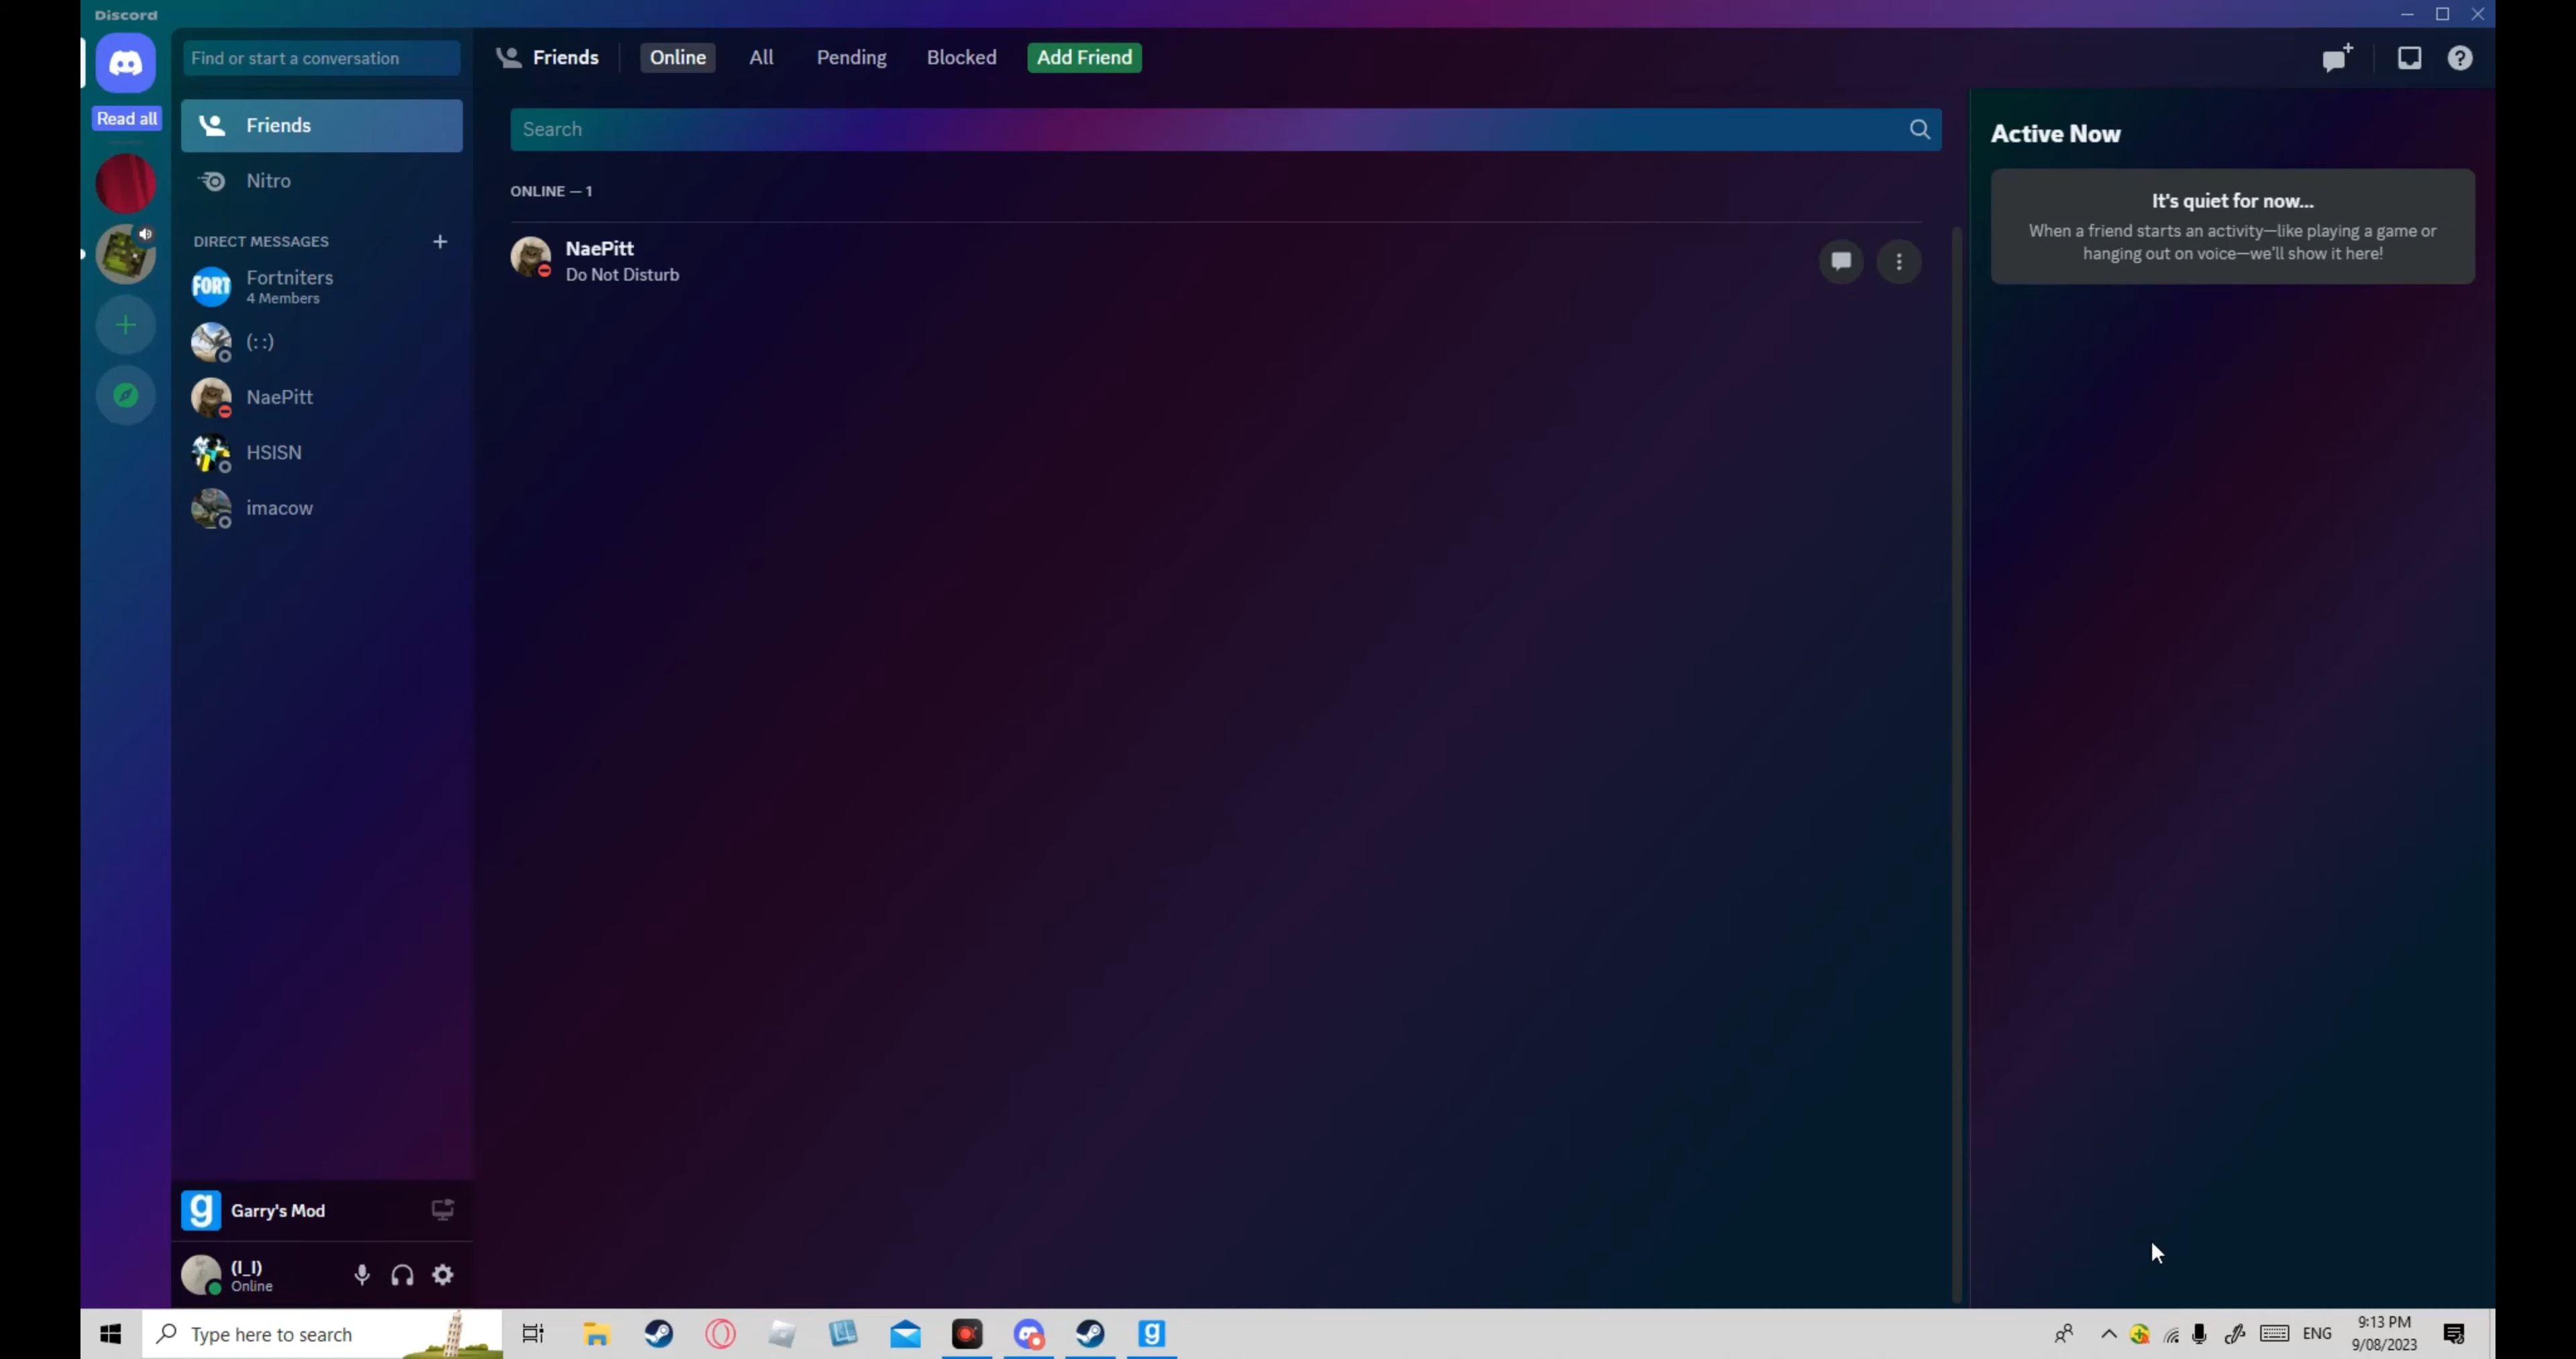 Discord
Find or start a conversation
Friends
Online
All
Pending
Blocked
Add Friend
Read all
Friends
Nitro
DIRECT MESSAGES
FORT
Fortniters
4 Members
(: :)
NaePitt
HSISN
imacow
Search
ONLINE — 1
NaePitt
Do Not Disturb
Active Now
It's quiet for now...
When a friend starts an activity—like playing a game or
hanging out on voice—we'll show it here!
g
Garry's Mod
(I_I)
Online
Type here to search
g
ENG
9:13 PM
9/08/2023